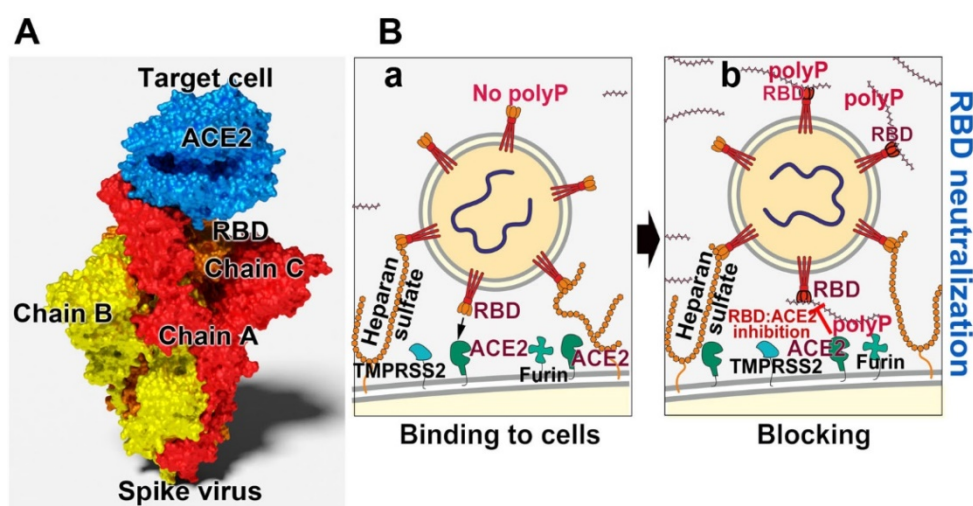 A
Target cell
ACE2
RBD
Chain C
Chain B
Chain A
Spike virus
B
a
No polyP
Heparan
sulfate
RBD
ACE2
ACE2
TMPRSS2
Furin
Binding to cells
b
polyP
RBD
polyP
RBD
Heparan
sulfate
RBD
RBD:ACE2
inhibition
polyP
ACE2
TMPRSS2
Furin
Blocking
RBD neutralization